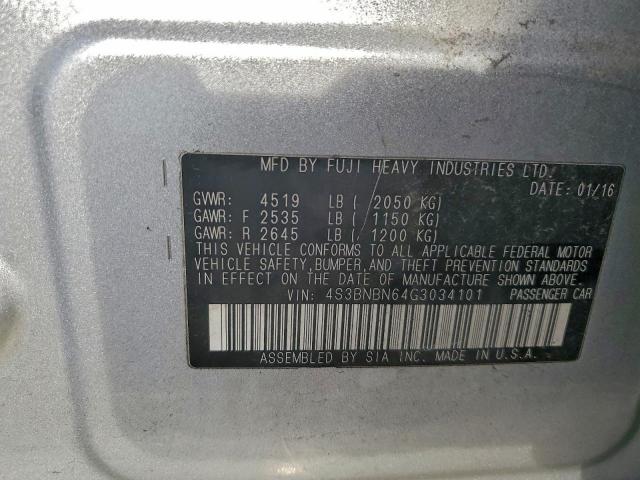 MFD BY FUJI HEAVY INDUSTRIES LTD.
DATE: 01/16
GVWR: 4519 LB ( 2050 KG)
GAWR: F 2535 LB ( 1150 KG)
GAWR: R 2645 LB ( 1200 KG)
THIS VEHICLE CONFORMS TO ALL APPLICABLE FEDERAL MOTOR
VEHICLE SAFETY,BUMPER,AND THEFT PREVENTION STANDARDS
IN EFFECT ON THE DATE OF MANUFACTURE SHOWN ABOVE.
VIN: 4S3BNBN64G3034101 PASSENGER CAR
ASSEMBLED BY SIA INC. MADE IN U.S.A.